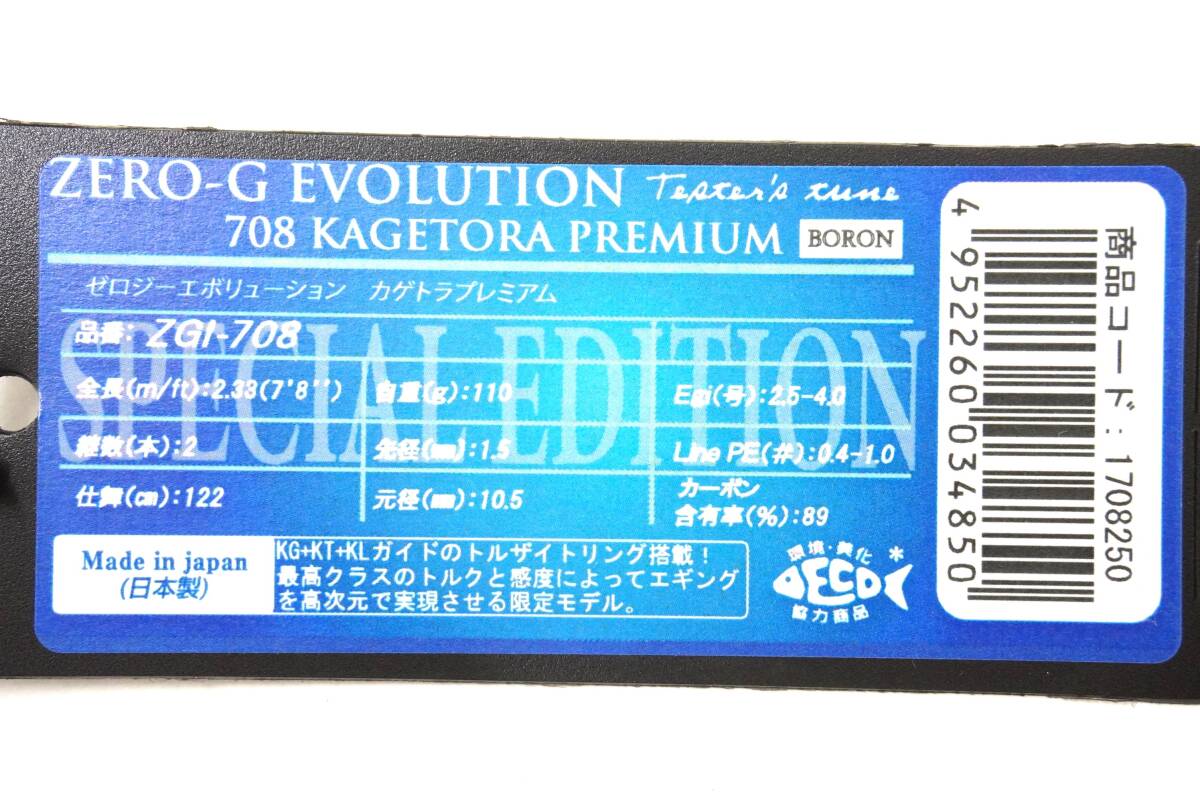 ZERO-G EVOLUTION Tester's tune
708 KAGETORA PREMIUM BORON
ゼロジーエボリューション カゲトラプレミアム
SPECIAL EDITION
品番: ZGI-708
全長(m/ft):2.33(7'8'') 自重(g):110 Egi(号):2.5-4.0
継数(本):2 先径(㎜):1.5 Line PE(#):0.4-1.0
仕舞(㎝):122 元径(㎜):10.5 カーボン
含有率(%):89
Made in japan
(日本製)
KG+KT+KLガイドのトルザイトリング搭載!
最高クラスのトルクと感度によってエギング
を高次元で実現させる限定モデル。
環境・美化 *
ECO
協力商品
4 952260 034850
商品コード:1708250